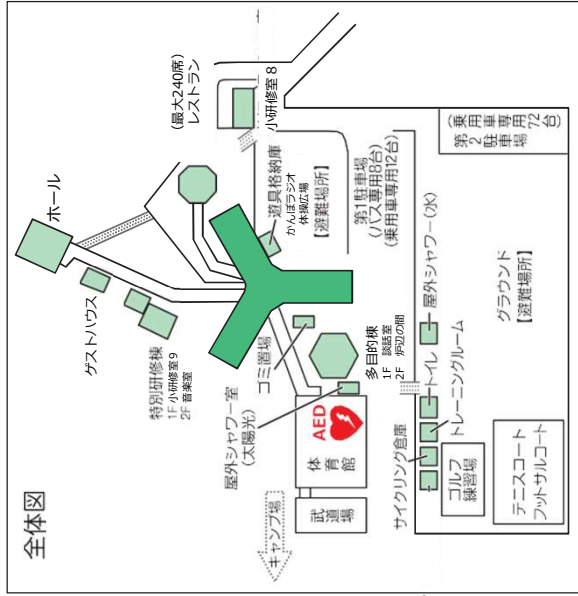 全体図
ホール
ゲストハウス
特別研修棟
1F 小研修室9
2F 音楽室
(最大240席)
レストラン
小研修室8
遊具格納庫
かんぽラジオ
体操広場
【避難場所】
第1駐車場
(バス専用8台)
(乗用車専用12台)
ゴミ置場
屋外シャワー室
(太陽光)
多目的棟
1F 談話室
2F 炉辺の間
AED
体育館
武道場
キャンプ場
サイクリング倉庫
トイレ
トレーニングルーム
屋外シャワー(水)
ゴルフ
練習場
テニスコート
フットサルコート
グラウンド
【避難場所】
(乗用車専用72台)
第2駐車場